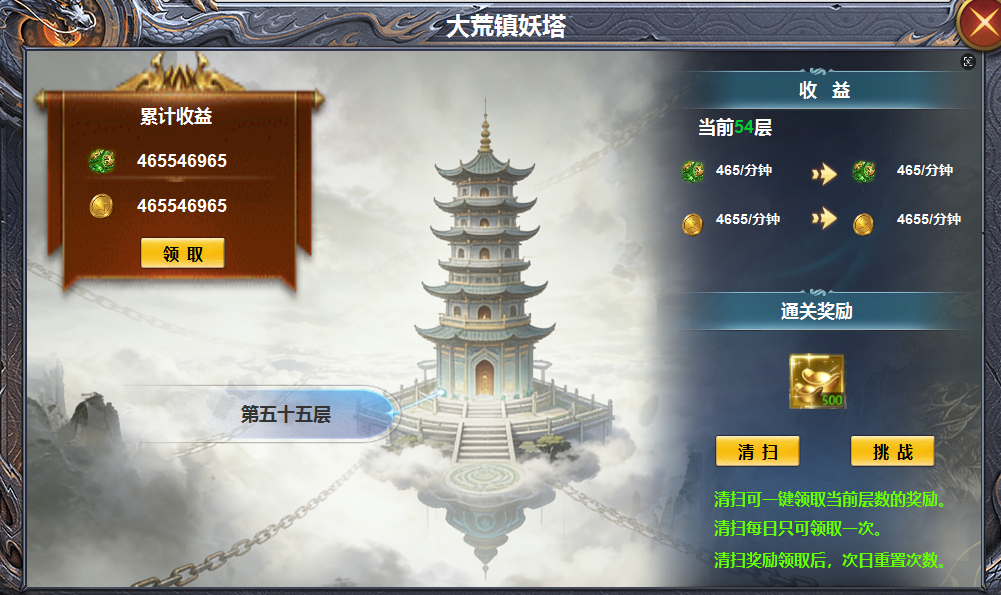 大荒镇妖塔
累计收益
465546965
465546965
领 取
第五十五层
收 益
当前54层
465/分钟 465/分钟
4655/分钟 4655/分钟
通关奖励
500
清 扫 挑 战
清扫可一键领取当前层数的奖励。
清扫每日只可领取一次。
清扫奖励领取后，次日重置次数。